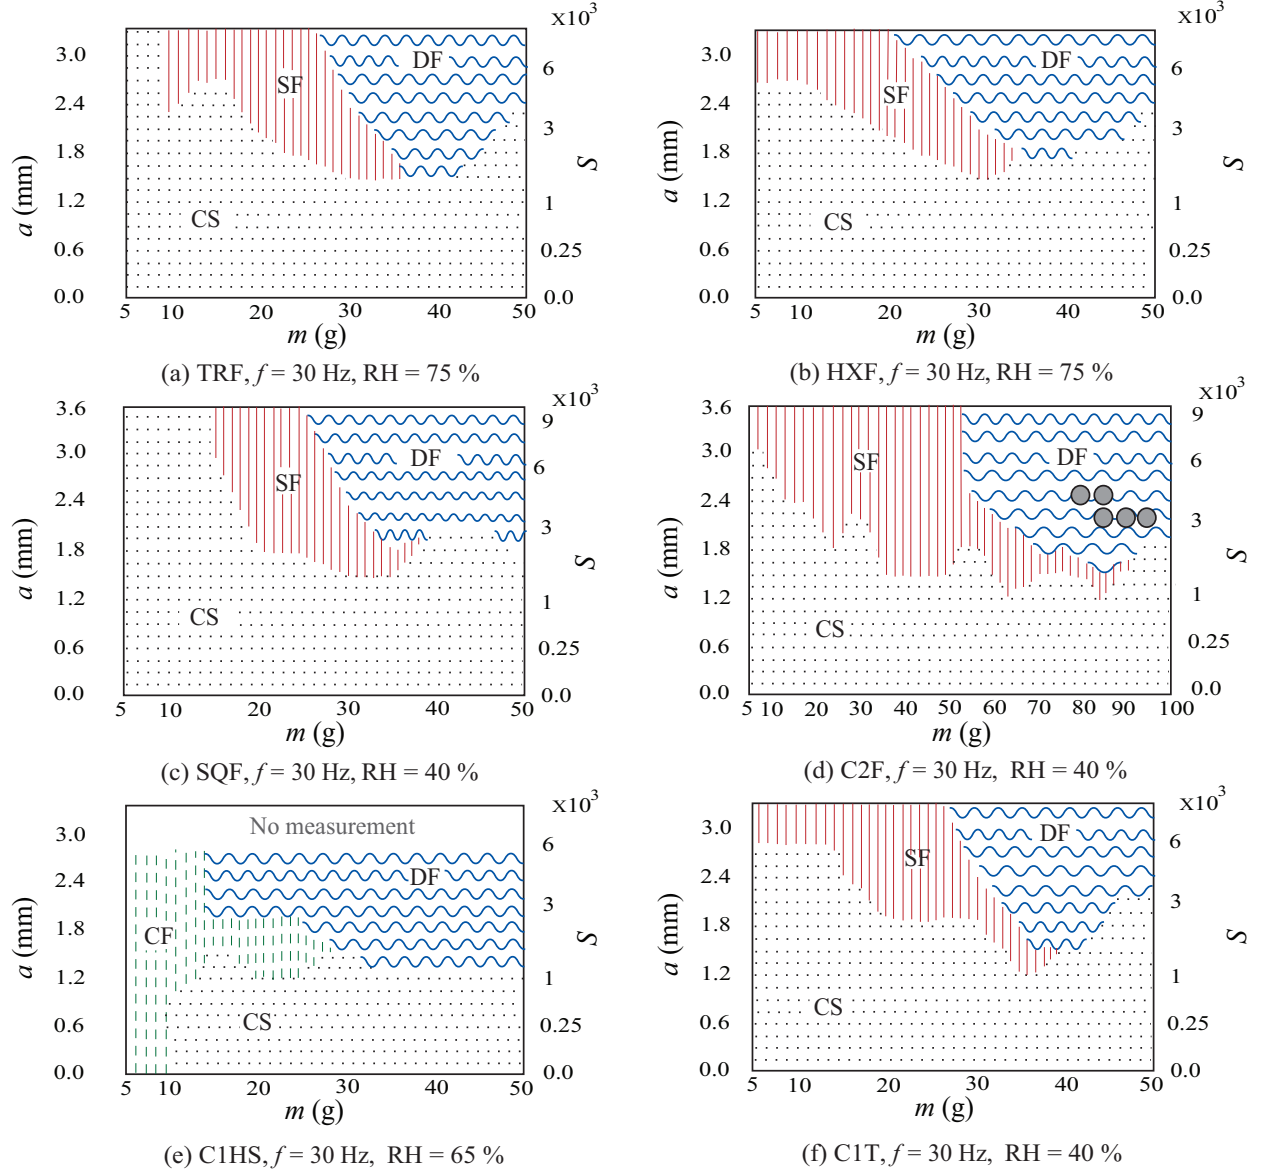 X10³
3.0
2.4
1.8
1.2
0.6
0.0
a (mm)
SF
DF
CS
6
3
1
0.25
0.0
S
5 10 20 30 40 50
m (g)
(a) TRF, f = 30 Hz, RH = 75 %
X10³
3.0
2.4
1.8
1.2
0.6
0.0
a (mm)
SF
DF
CS
6
3
1
0.25
0.0
S
5 10 20 30 40 50
m (g)
(b) HXF, f = 30 Hz, RH = 75 %
X10³
3.6
3.0
2.4
1.8
1.2
0.6
0.0
a (mm)
SF
DF
CS
9
6
3
1
0.25
0.0
S
5 10 20 30 40 50
m (g)
(c) SQF, f = 30 Hz, RH = 40 %
X10³
3.6
3.0
2.4
1.8
1.2
0.6
0.0
a (mm)
SF
DF
CS
9
6
3
1
0.25
0.0
S
5 10 20 30 40 50 60 70 80 90 100
m (g)
(d) C2F, f = 30 Hz, RH = 40 %
X10³
No measurement
3.0
2.4
1.8
1.2
0.6
0.0
a (mm)
DF
CF
CS
6
3
1
0.25
0.0
S
5 10 20 30 40 50
m (g)
(e) C1HS, f = 30 Hz, RH = 65 %
X10³
3.0
2.4
1.8
1.2
0.6
0.0
a (mm)
DF
SF
CS
6
3
1
0.25
0.0
S
5 10 20 30 40 50
m (g)
(f) C1T, f = 30 Hz, RH = 40 %